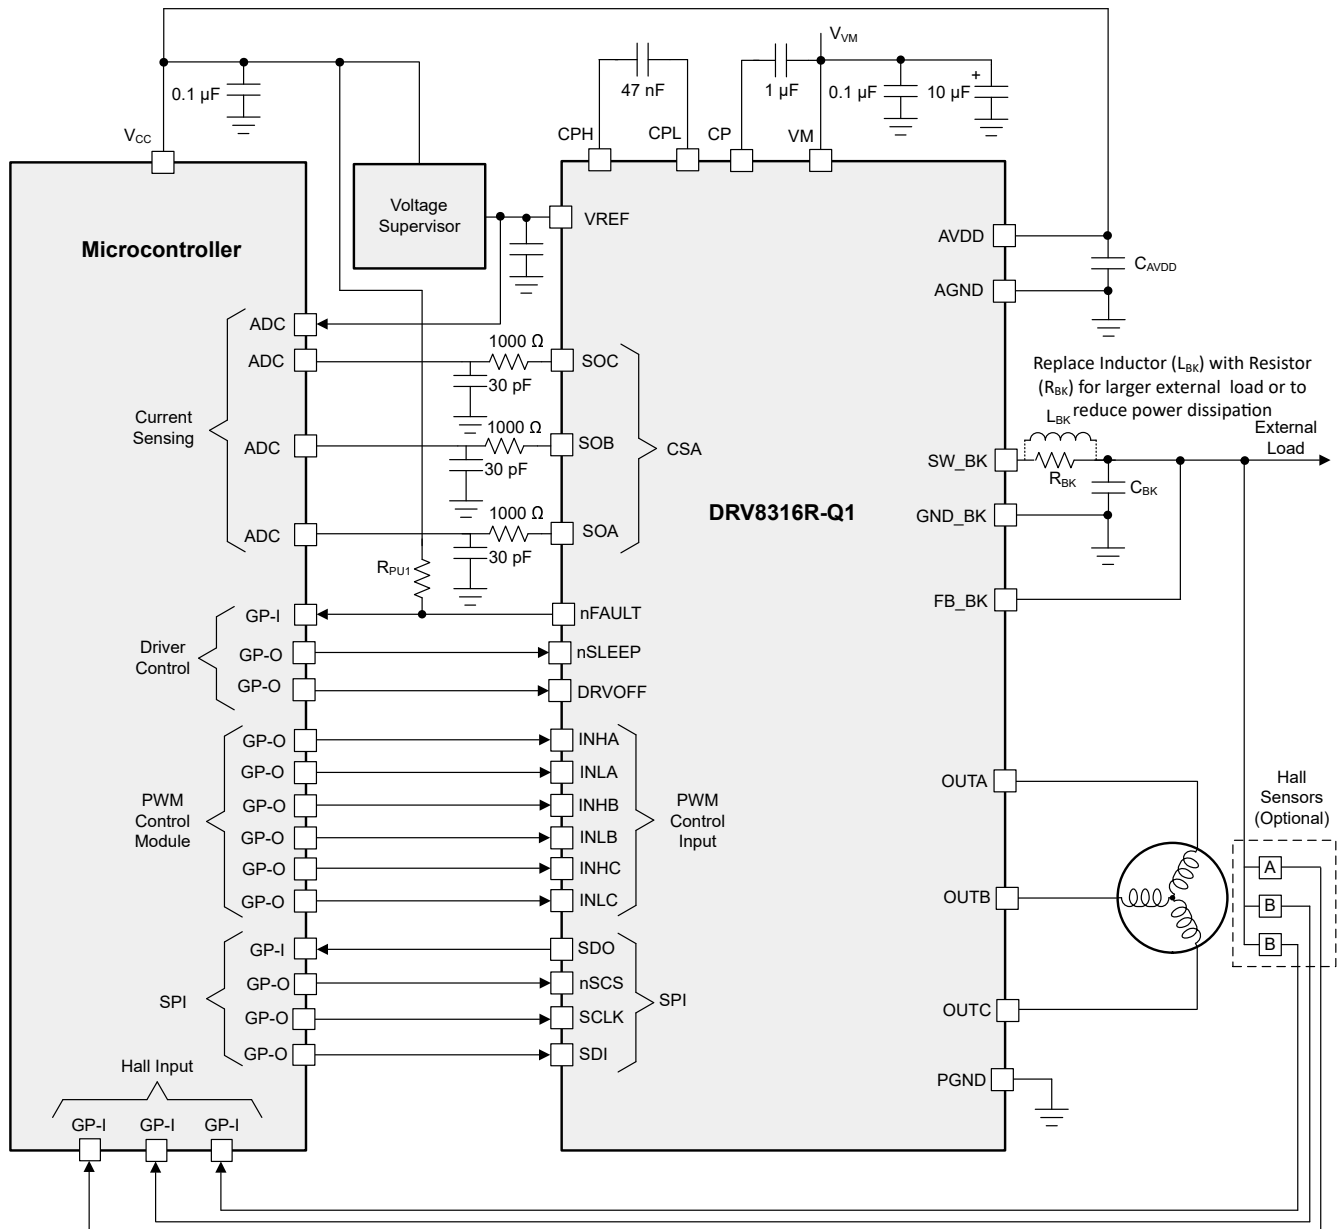 V_VM
0.1 µF
47 nF
1 µF
0.1 µF
+
10 µF
V_CC
CPH
CPL
CP
VM
Voltage
Supervisor
VREF
Microcontroller
AVDD
C_AVDD
AGND
ADC
ADC
1000 Ω
SOC
30 pF
Replace Inductor (L_BK) with Resistor
(R_BK) for larger external load or to
reduce power dissipation
L_BK
External
Load
Current
Sensing
ADC
1000 Ω
SOB
30 pF
CSA
SW_BK
R_BK
C_BK
DRV8316R-Q1
GND_BK
ADC
1000 Ω
SOA
30 pF
R_PU1
FB_BK
GP-I
nFAULT
Driver
Control
GP-O
nSLEEP
GP-O
DRVOFF
GP-O
INHA
GP-O
INLA
PWM
Control
Module
GP-O
INHB
PWM
Control
Input
GP-O
INLB
GP-O
INHC
GP-O
INLC
OUTA
Hall
Sensors
(Optional)
A
OUTB
B
B
GP-I
SDO
SPI
GP-O
nSCS
SPI
GP-O
SCLK
OUTC
GP-O
SDI
Hall Input
PGND
GP-I
GP-I
GP-I